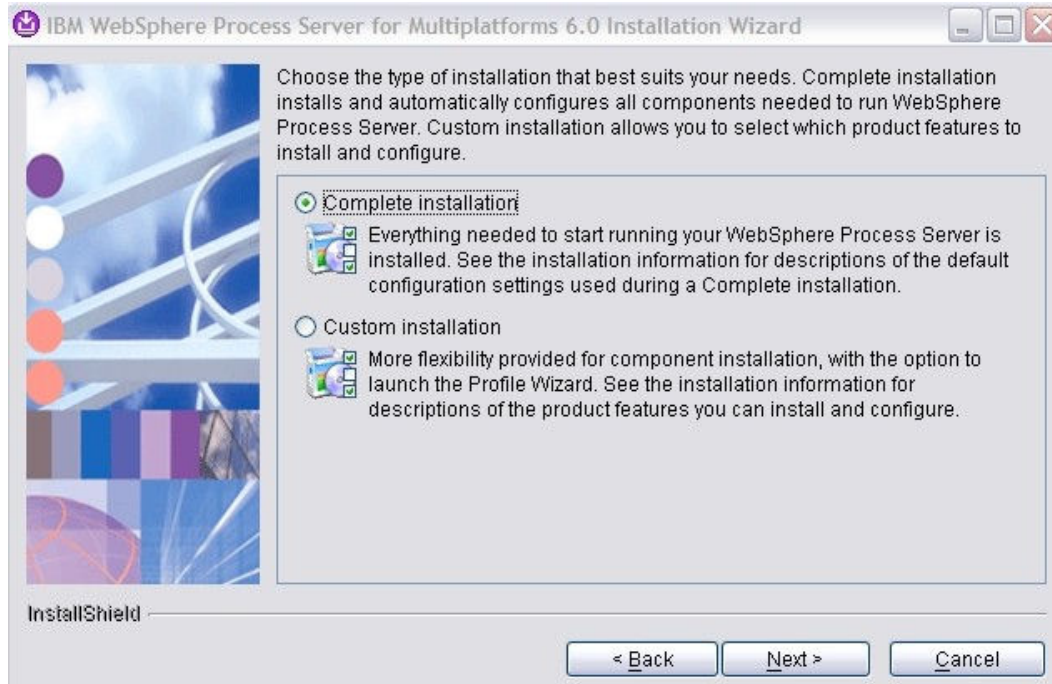 IBM WebSphere Process Server for Multiplatforms 6.0 Installation Wizard
Choose the type of installation that best suits your needs. Complete installation
installs and automatically configures all components needed to run WebSphere
Process Server. Custom installation allows you to select which product features to
install and configure.
Complete installation
Everything needed to start running your WebSphere Process Server is
installed. See the installation information for descriptions of the default
configuration settings used during a Complete installation.
Custom installation
More flexibility provided for component installation, with the option to
launch the Profile Wizard. See the installation information for
descriptions of the product features you can install and configure.
InstallShield
< Back
Next >
Cancel